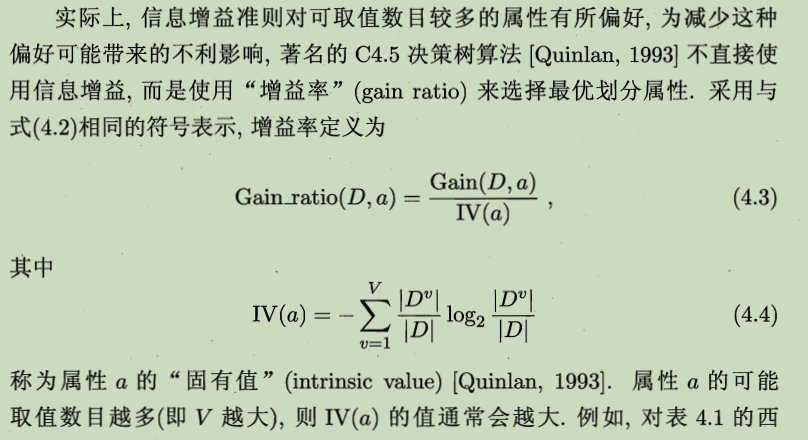 实际上, 信息增益准则对可取值数目较多的属性有所偏好, 为减少这种
偏好可能带来的不利影响, 著名的 C4.5 决策树算法 [Quinlan, 1993] 不直接使
用信息增益, 而是使用“增益率”(gain ratio) 来选择最优划分属性. 采用与
式(4.2)相同的符号表示, 增益率定义为
Gain_ratio(D, a) = Gain(D, a) / IV(a) , (4.3)
其中
IV(a) = − ∑_{v=1}^{V} |D^v| / |D| log₂ |D^v| / |D| (4.4)
称为属性 a 的“固有值”(intrinsic value) [Quinlan, 1993]. 属性 a 的可能
取值数目越多(即 V 越大), 则 IV(a) 的值通常会越大. 例如, 对表 4.1 的西